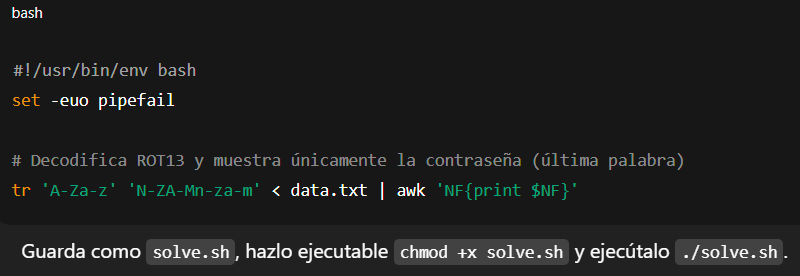 bash
#!/usr/bin/env bash
set -euo pipefail
# Decodifica ROT13 y muestra únicamente la contraseña (última palabra)
tr 'A-Za-z' 'N-ZA-Mn-za-m' < data.txt | awk 'NF{print $NF}'
Guarda como solve.sh, hazlo ejecutable chmod +x solve.sh y ejecútalo ./solve.sh.